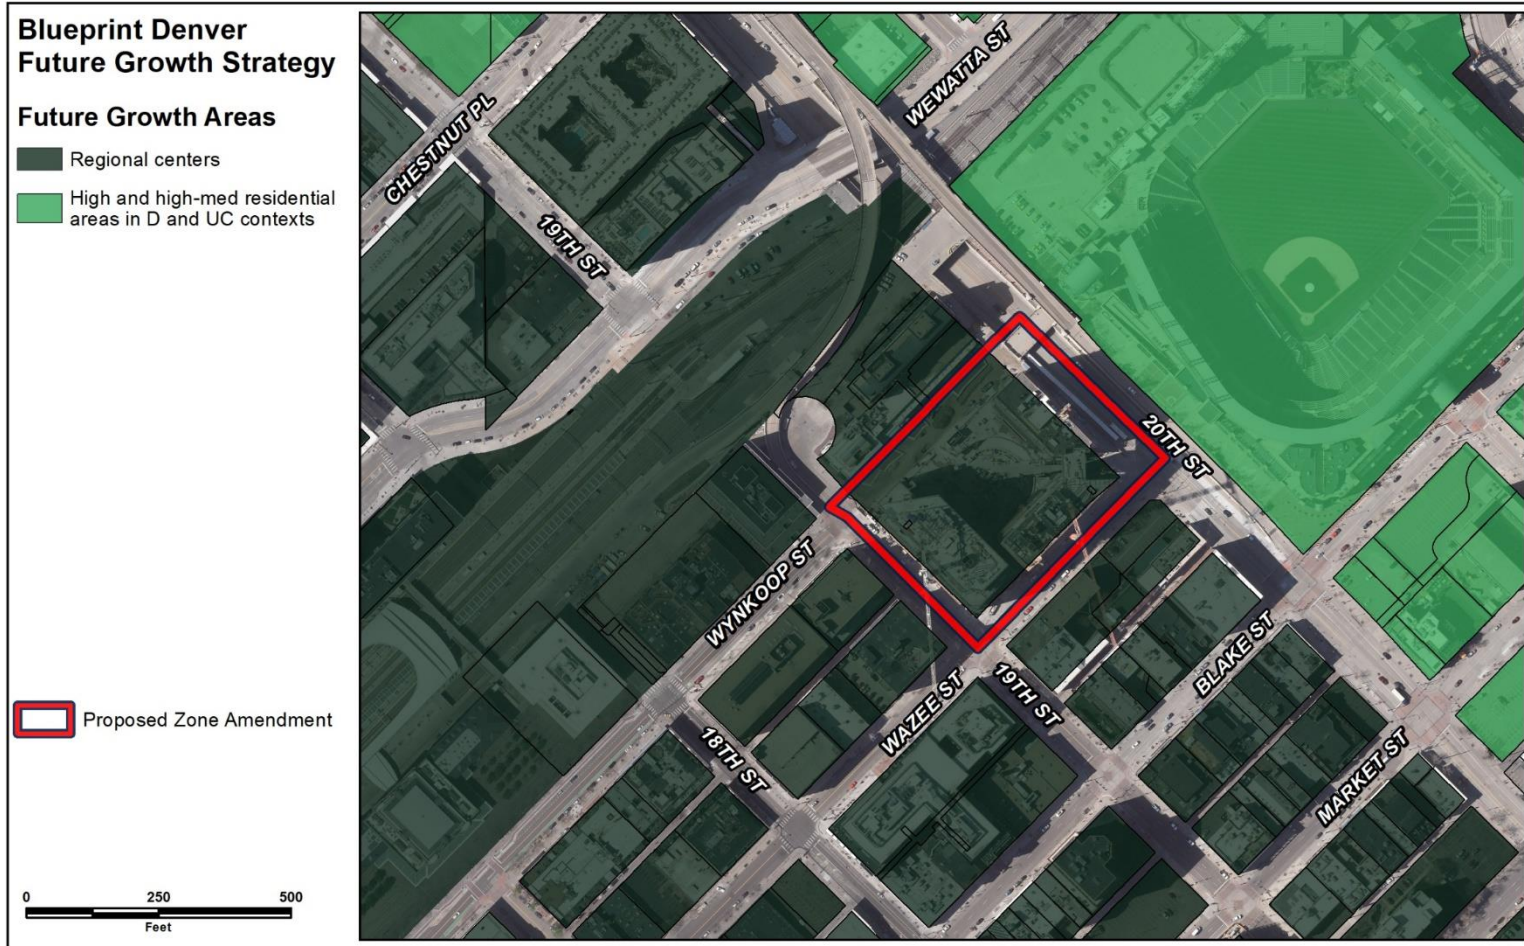 Blueprint Denver
Future Growth Strategy
Future Growth Areas
Regional centers
High and high-med residential
areas in D and UC contexts
Proposed Zone Amendment
0 250 500
Feet
CHESTNUT PL
WEWATTA ST
19TH ST
20TH ST
WYNKOOP ST
BLAKE ST
WAZEE ST
19TH ST
18TH ST
MARKET ST